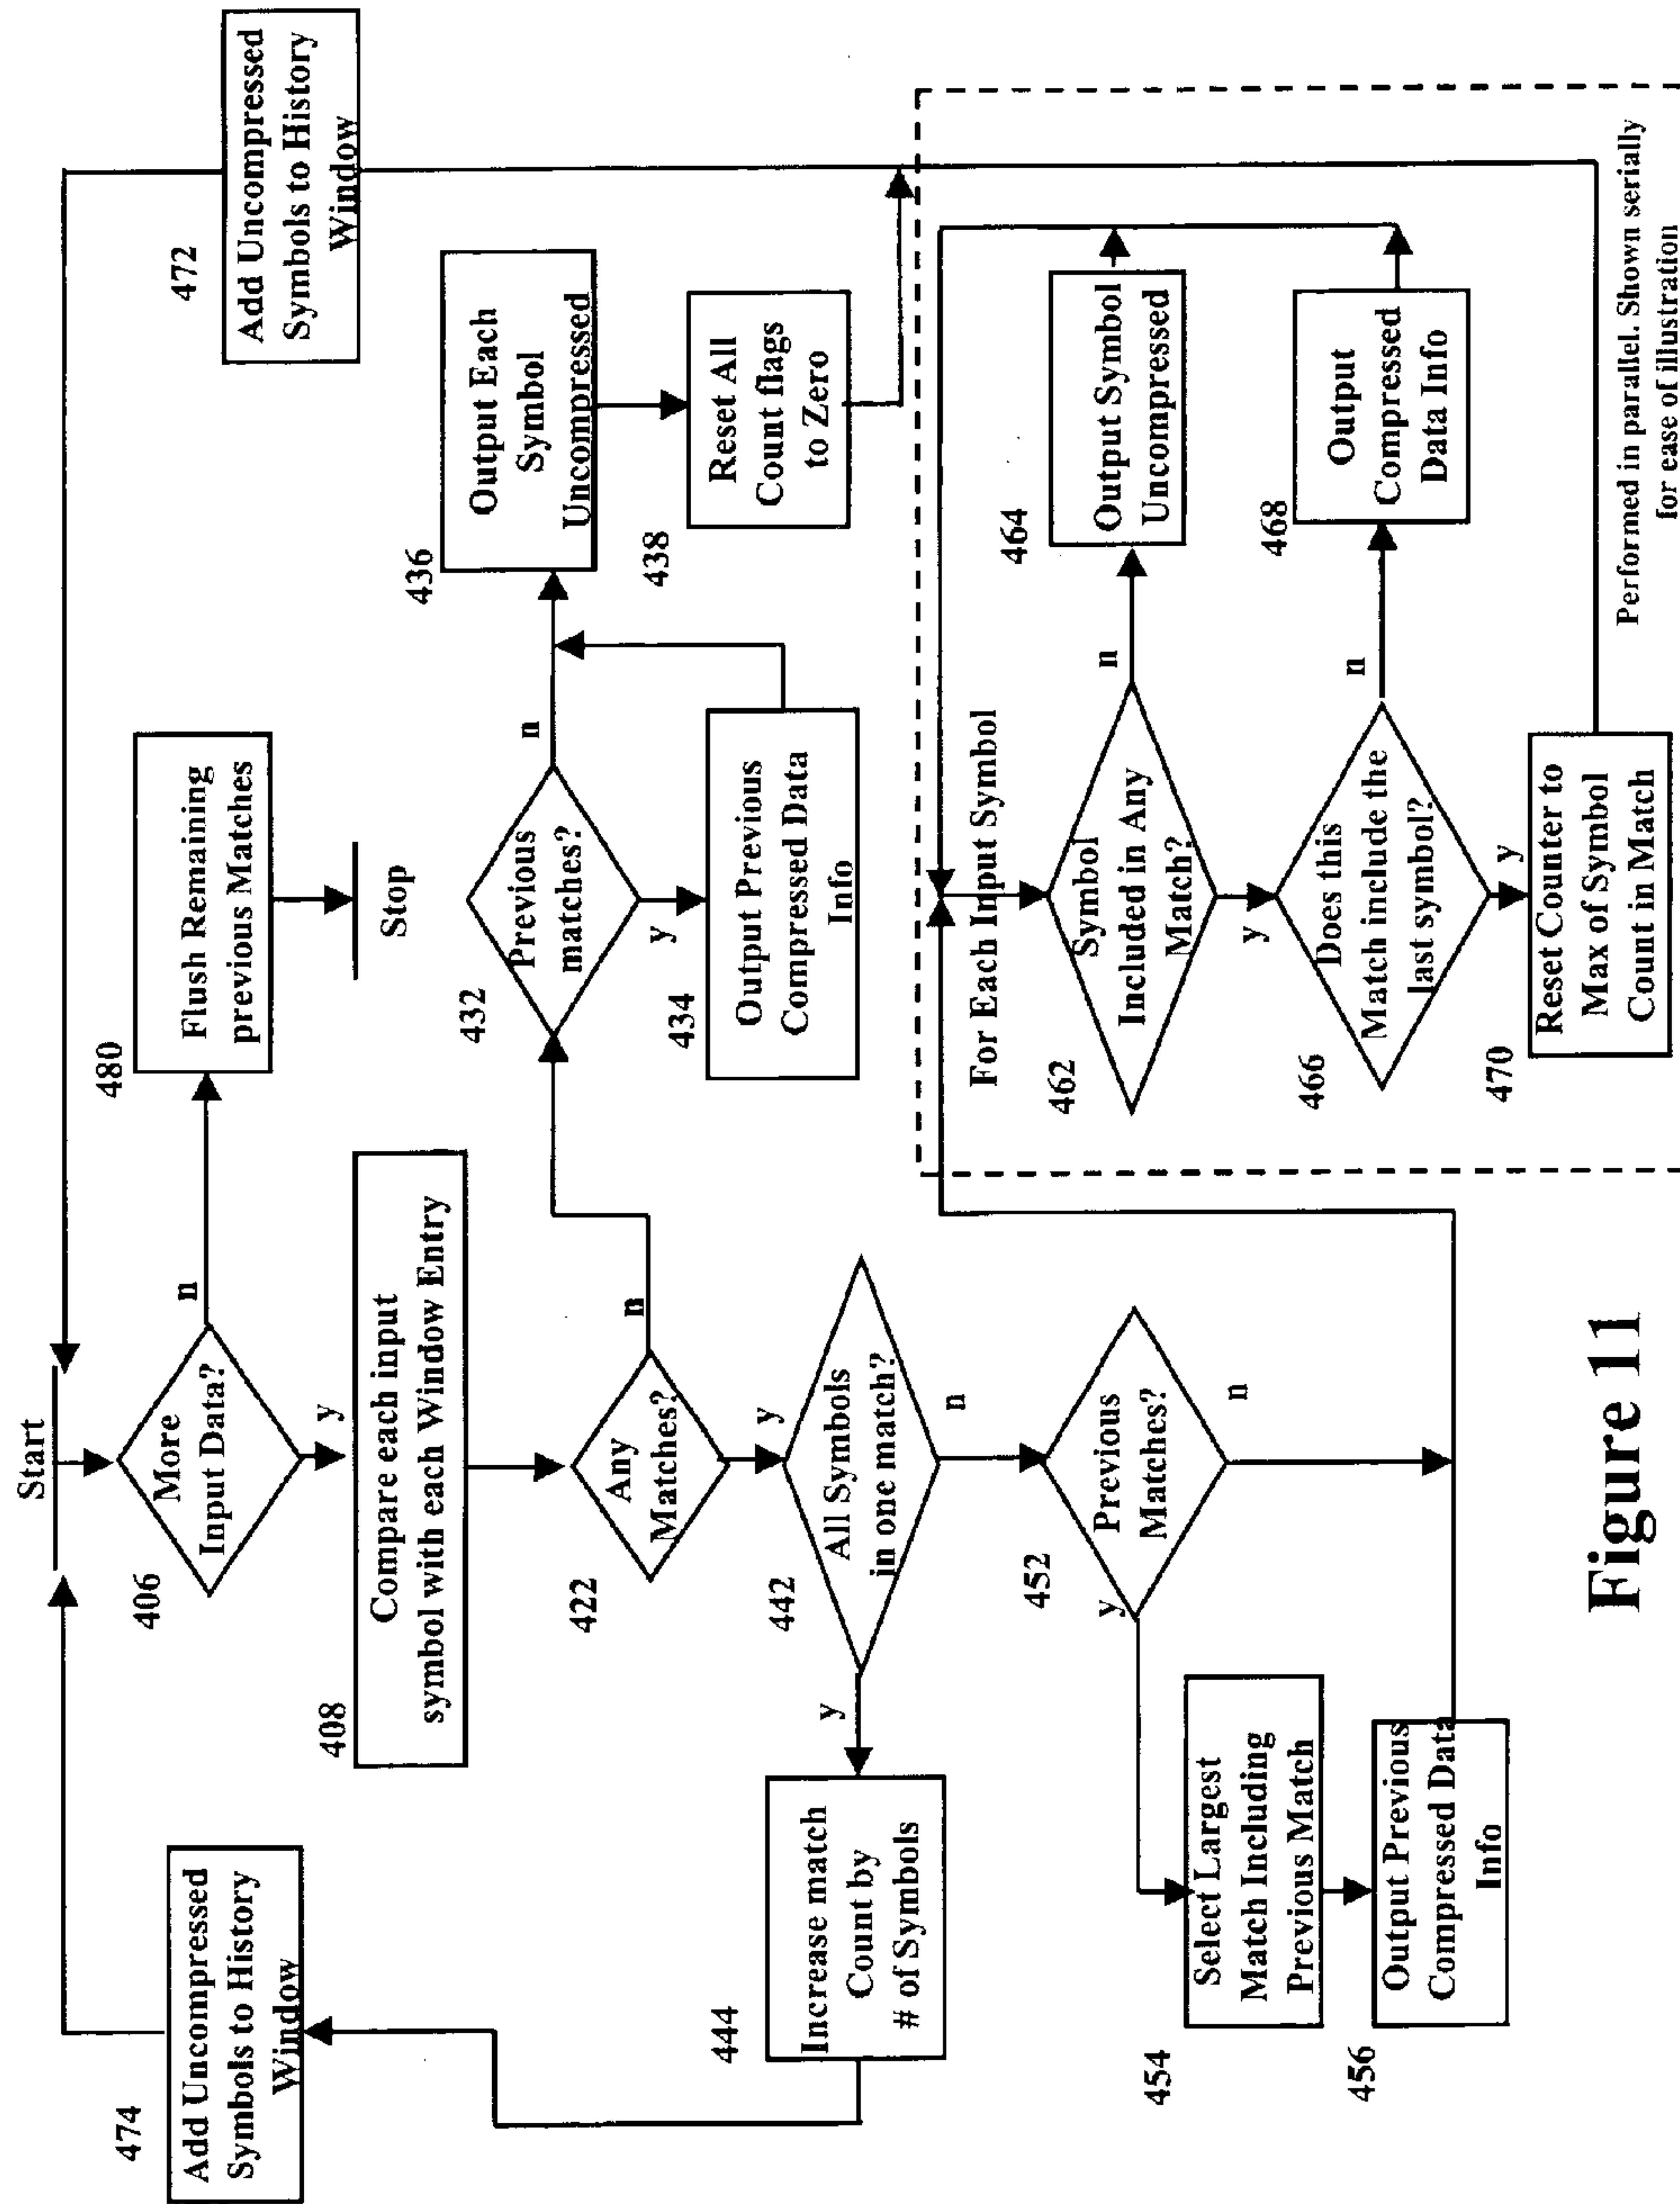 Start
406
More
Input Data?
n
y
480
Flush Remaining
previous Matches
Stop
472
Add Uncompressed
Symbols to History
Window
474
Add Uncompressed
Symbols to History
Window
408
Compare each input
symbol with each Window Entry
422
Any
Matches?
n
y
432
Previous
matches?
n
y
434
Output Previous
Compressed Data
Info
436
Output Each
Symbol
Uncompressed
438
Reset All
Count flags
to Zero
442
All Symbols
in one match?
y
n
444
Increase match
Count by
# of Symbols
452
Previous
Matches?
y
n
454
Select Largest
Match Including
Previous Match
456
Output Previous
Compressed Data
Info
For Each Input Symbol
462
Symbol
Included in Any
Match?
n
y
464
Output Symbol
Uncompressed
466
Does this
Match include the
last symbol?
n
y
468
Output
Compressed
Data Info
470
Reset Counter to
Max of Symbol
Count in Match
Performed in parallel. Shown serially
for ease of illustration
Figure 11